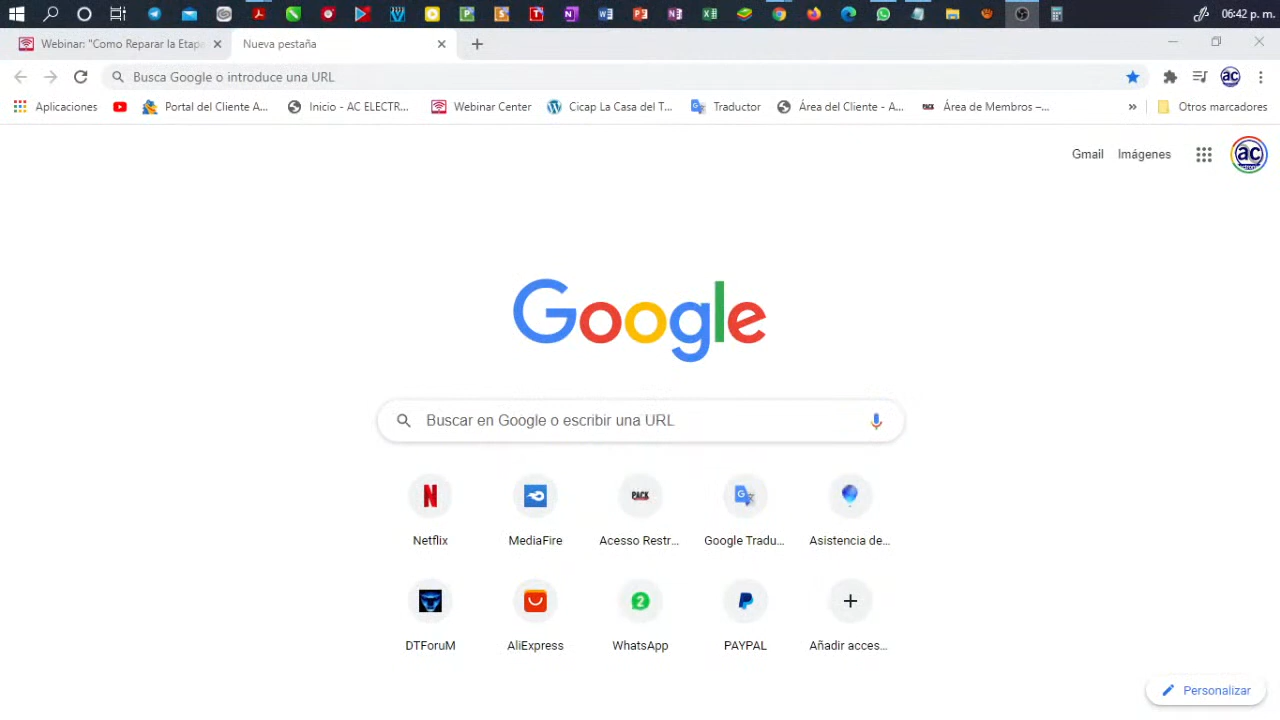 06:42 p. m.
Webinar: "Como Reparar la Etapa
Nueva pestaña
Busca Google o introduce una URL
Aplicaciones
Portal del Cliente A...
Inicio - AC ELECTR...
Webinar Center
Cicap La Casa del T...
Traductor
Área del Cliente - A...
Área de Membros –...
»
Otros marcadores
Gmail
Imágenes
ac
Google
Buscar en Google o escribir una URL
Netflix
MediaFire
PACK
Acesso Restr...
Google Tradu...
Asistencia de...
DTForuM
AliExpress
2
WhatsApp
PAYPAL
Añadir acces...
Personalizar